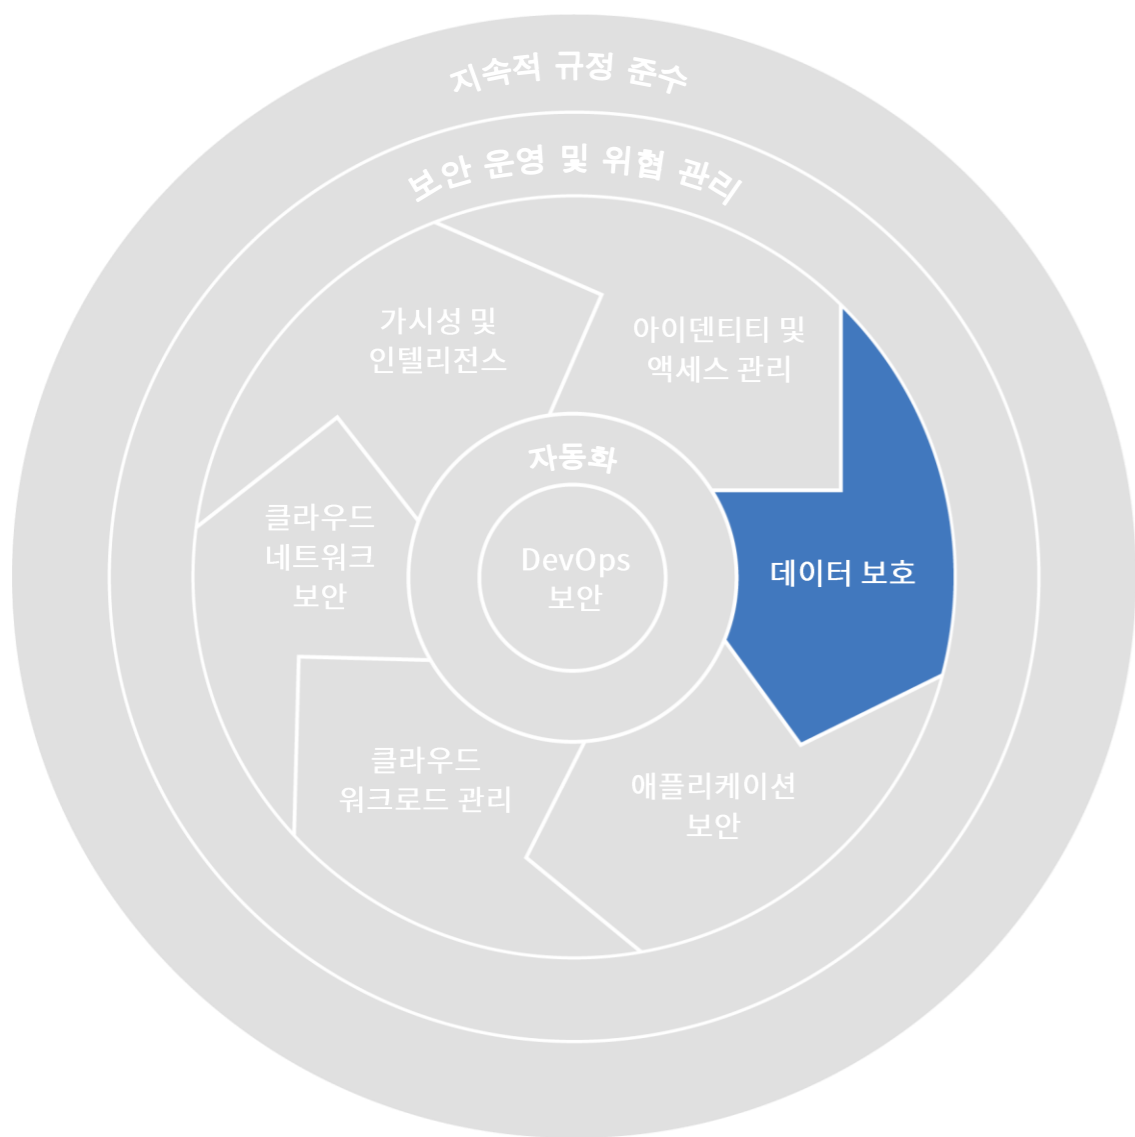 지속적 규정 준수
보안 운영 및 위협 관리
가시성 및
인텔리전스
아이덴티티 및
액세스 관리
자동화
클라우드
네트워크
보안
DevOps
보안
데이터 보호
클라우드
워크로드 관리
애플리케이션
보안